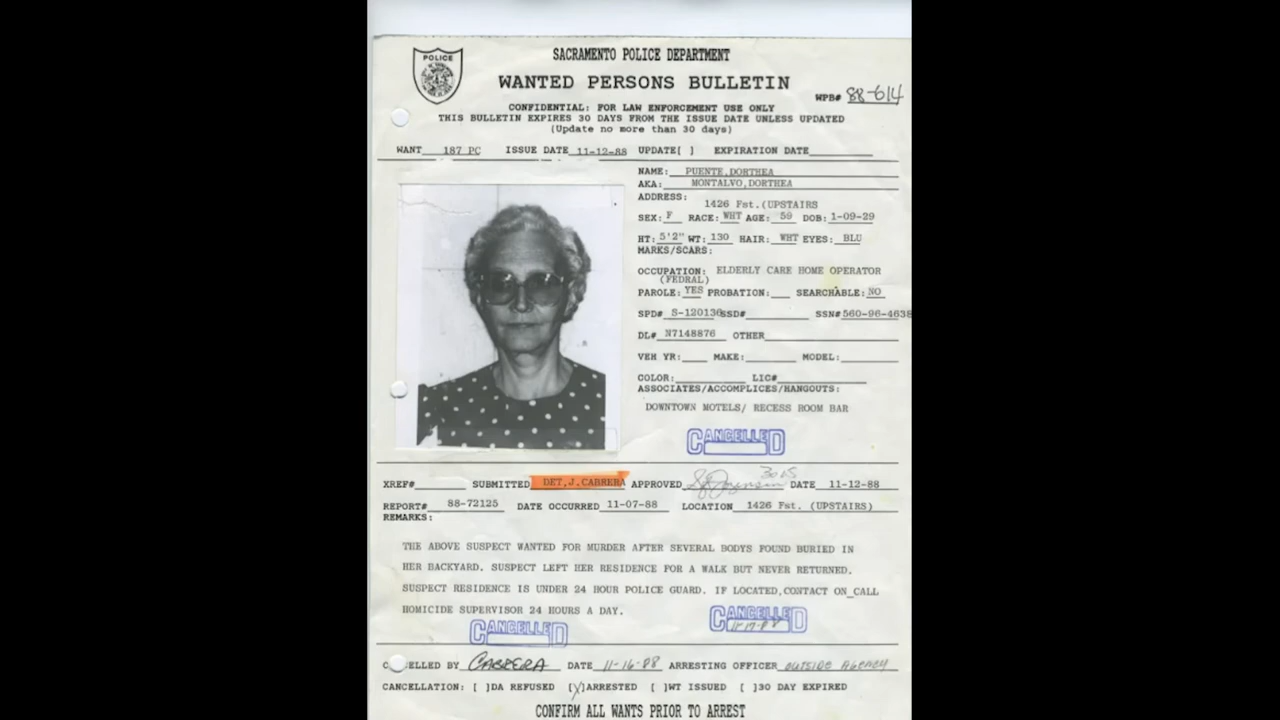 POLICE
SACRAMENTO POLICE DEPARTMENT
WANTED PERSONS BULLETIN
WPB# 88-614
CONFIDENTIAL: FOR LAW ENFORCEMENT USE ONLY
THIS BULLETIN EXPIRES 30 DAYS FROM THE ISSUE DATE UNLESS UPDATED
(Update no more than 30 days)
WANT 187 PC ISSUE DATE 11-12-88 UPDATE[ ] EXPIRATION DATE
NAME: PUENTE,DORTHEA
AKA: MONTALVO,DORTHEA
ADDRESS:
1426 Fst.(UPSTAIRS
SEX: F RACE: WHT AGE: 59 DOB: 1-09-29
HT: 5'2" WT: 130 HAIR: WHT EYES: BLU
MARKS/SCARS:
OCCUPATION: ELDERLY CARE HOME OPERATOR
(FEDRAL)
PAROLE: YES PROBATION: SEARCHABLE: NO
SPD# S-120136 SSD# SSN# 560-96-4638
DL# N7148876 OTHER
VEH YR: MAKE: MODEL:
COLOR: LIC#
ASSOCIATES/ACCOMPLICES/HANGOUTS:
DOWNTOWN MOTELS/ RECESS ROOM BAR
CANCELLED
XREF# SUBMITTED DET,J.CABRERA APPROVED DATE 11-12-88
REPORT# 88-72125 DATE OCCURRED 11-07-88 LOCATION 1426 Fst. (UPSTAIRS)
REMARKS:
THE ABOVE SUSPECT WANTED FOR MURDER AFTER SEVERAL BODYS FOUND BURIED IN
HER BACKYARD. SUSPECT LEFT HER RESIDENCE FOR A WALK BUT NEVER RETURNED.
SUSPECT RESIDENCE IS UNDER 24 HOUR POLICE GUARD. IF LOCATED,CONTACT ON_CALL
HOMICIDE SUPERVISOR 24 HOURS A DAY.
CANCELLED
CANCELLED
C ELLED BY CABRERA DATE 11-16-88 ARRESTING OFFICER OUTSIDE AGENCY
CANCELLATION: [ ]DA REFUSED [X]ARRESTED [ ]WT ISSUED [ ]30 DAY EXPIRED
CONFIRM ALL WANTS PRIOR TO ARREST